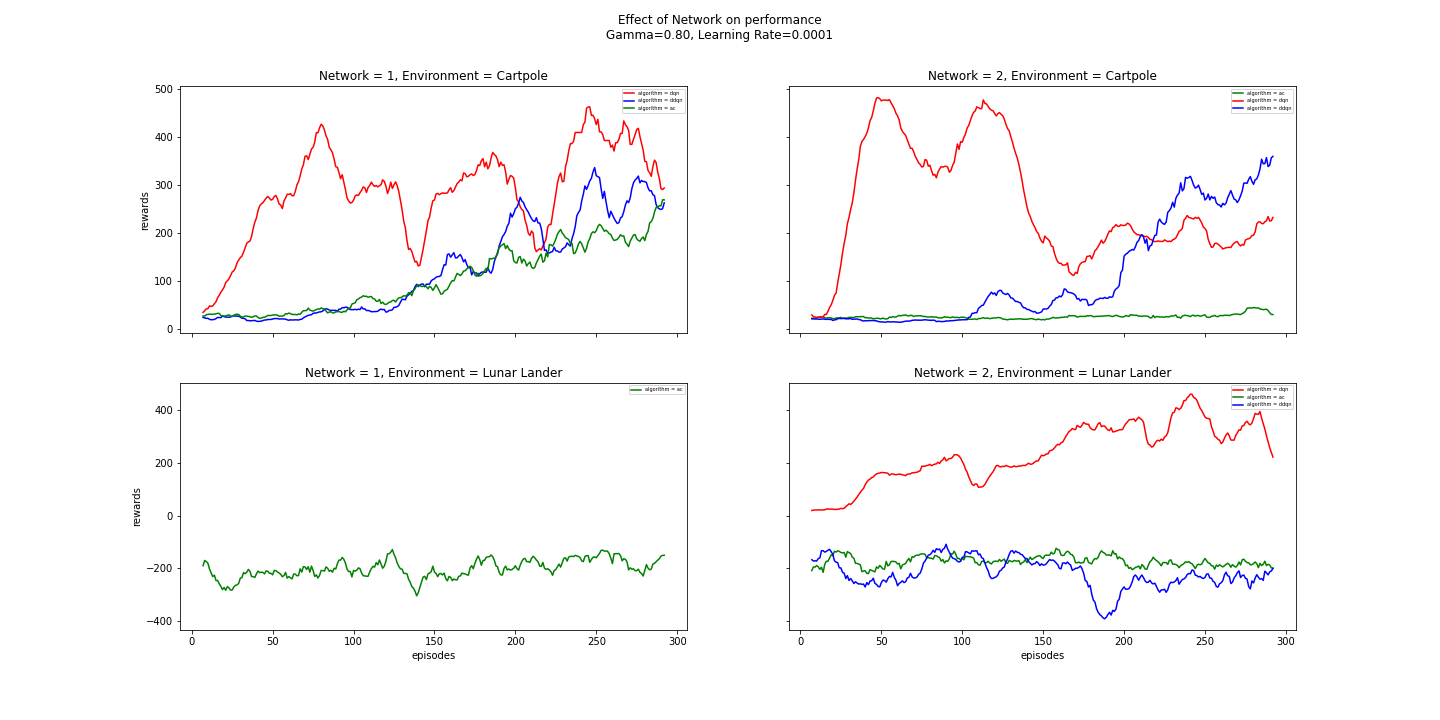 Effect of Network on performance
Gamma=0.80, Learning Rate=0.0001
Network = 1, Environment = Cartpole
500
400
300
200
100
0
rewards
algorithm = dqn
algorithm = ddqn
algorithm = ac
Network = 2, Environment = Cartpole
algorithm = ac
algorithm = dqn
algorithm = ddqn
Network = 1, Environment = Lunar Lander
400
200
0
−200
−400
rewards
algorithm = ac
0 50 100 150 200 250 300
episodes
Network = 2, Environment = Lunar Lander
algorithm = dqn
algorithm = ac
algorithm = ddqn
0 50 100 150 200 250 300
episodes